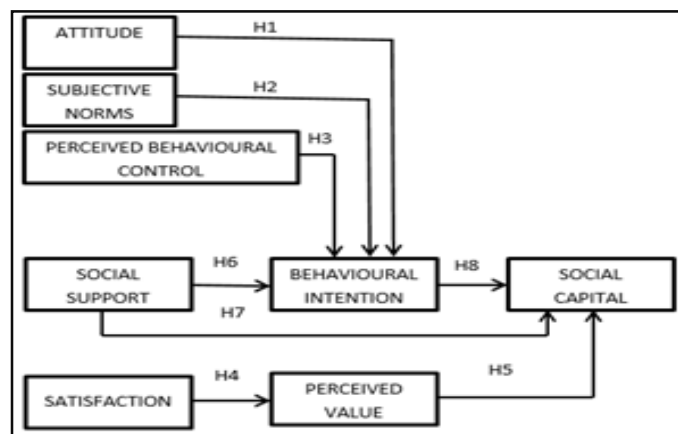 ATTITUDE
H1
SUBJECTIVE
NORMS
H2
PERCEIVED BEHAVIOURAL
CONTROL
H3
SOCIAL
SUPPORT
H6
BEHAVIOURAL
INTENTION
H8
SOCIAL
CAPITAL
H7
SATISFACTION
H4
PERCEIVED
VALUE
H5